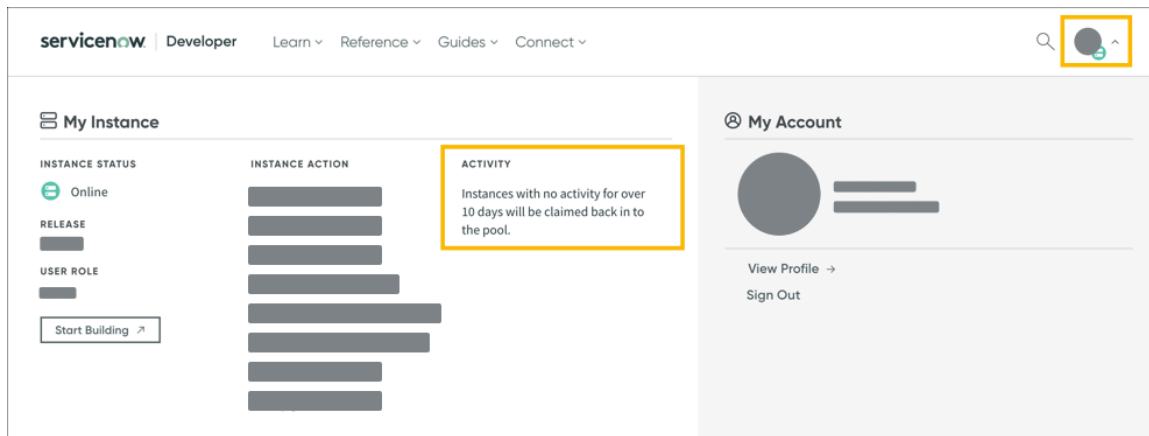 servicenow. Developer Learn Reference Guides Connect
My Instance
INSTANCE STATUS
Online
RELEASE
USER ROLE
Start Building
INSTANCE ACTION
ACTIVITY
Instances with no activity for over
10 days will be claimed back in to
the pool.
My Account
View Profile →
Sign Out